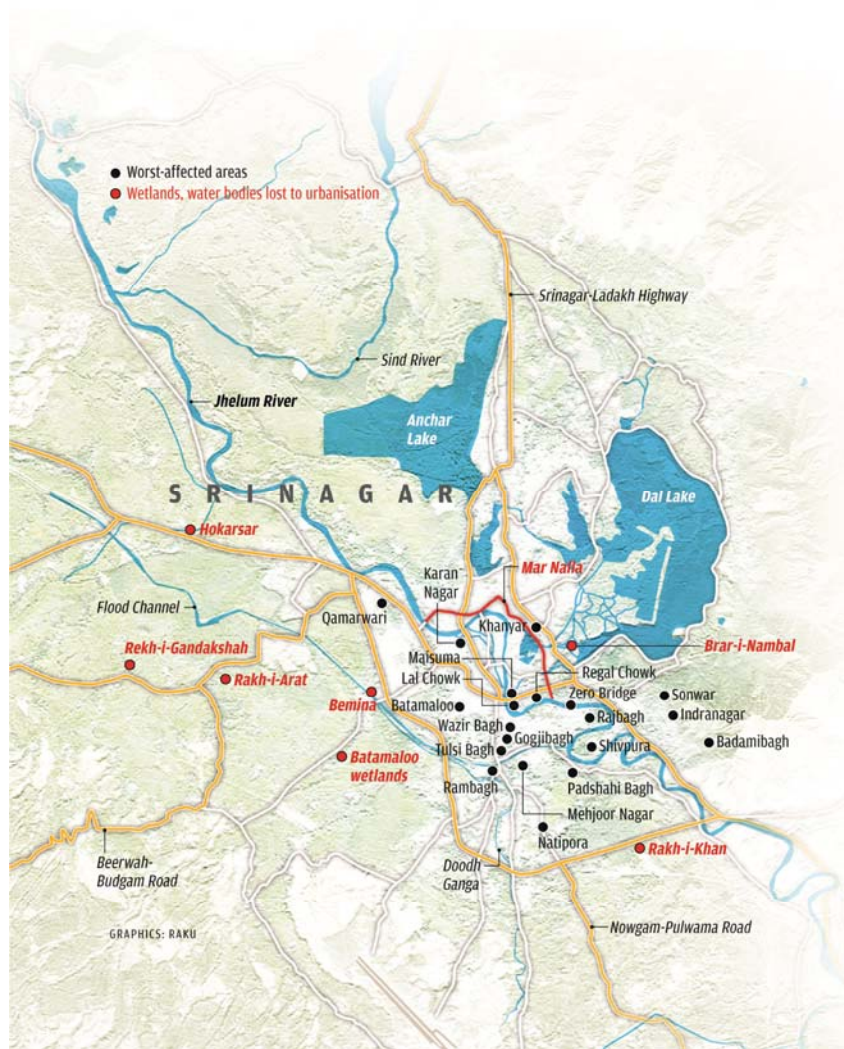 Worst-affected areas
Wetlands, water bodies lost to urbanisation
Srinagar-Ladakh Highway
Sind River
Jhelum River
Anchar
Lake
SRINAGAR
Dal Lake
Hokarsar
Mar Nalla
Karan
Nagar
Flood Channel
Qamarwari
Khanyar
Brar-i-Nambal
Rekh-i-Gandakshah
Maisuma
Regal Chowk
Rakh-i-Arat
Lal Chowk
Zero Bridge
Sonwar
Bemina
Batamaloo
Rajbagh
Indranagar
Wazir Bagh
Gogjibagh
Shivpura
Badamibagh
Tulsi Bagh
Batamaloo
wetlands
Rambagh
Padshahi Bagh
Mehjoor Nagar
Natipora
Rakh-i-Khan
Beerwah-
Budgam Road
Doodh
Ganga
Nowgam-Pulwama Road
GRAPHICS: RAKU